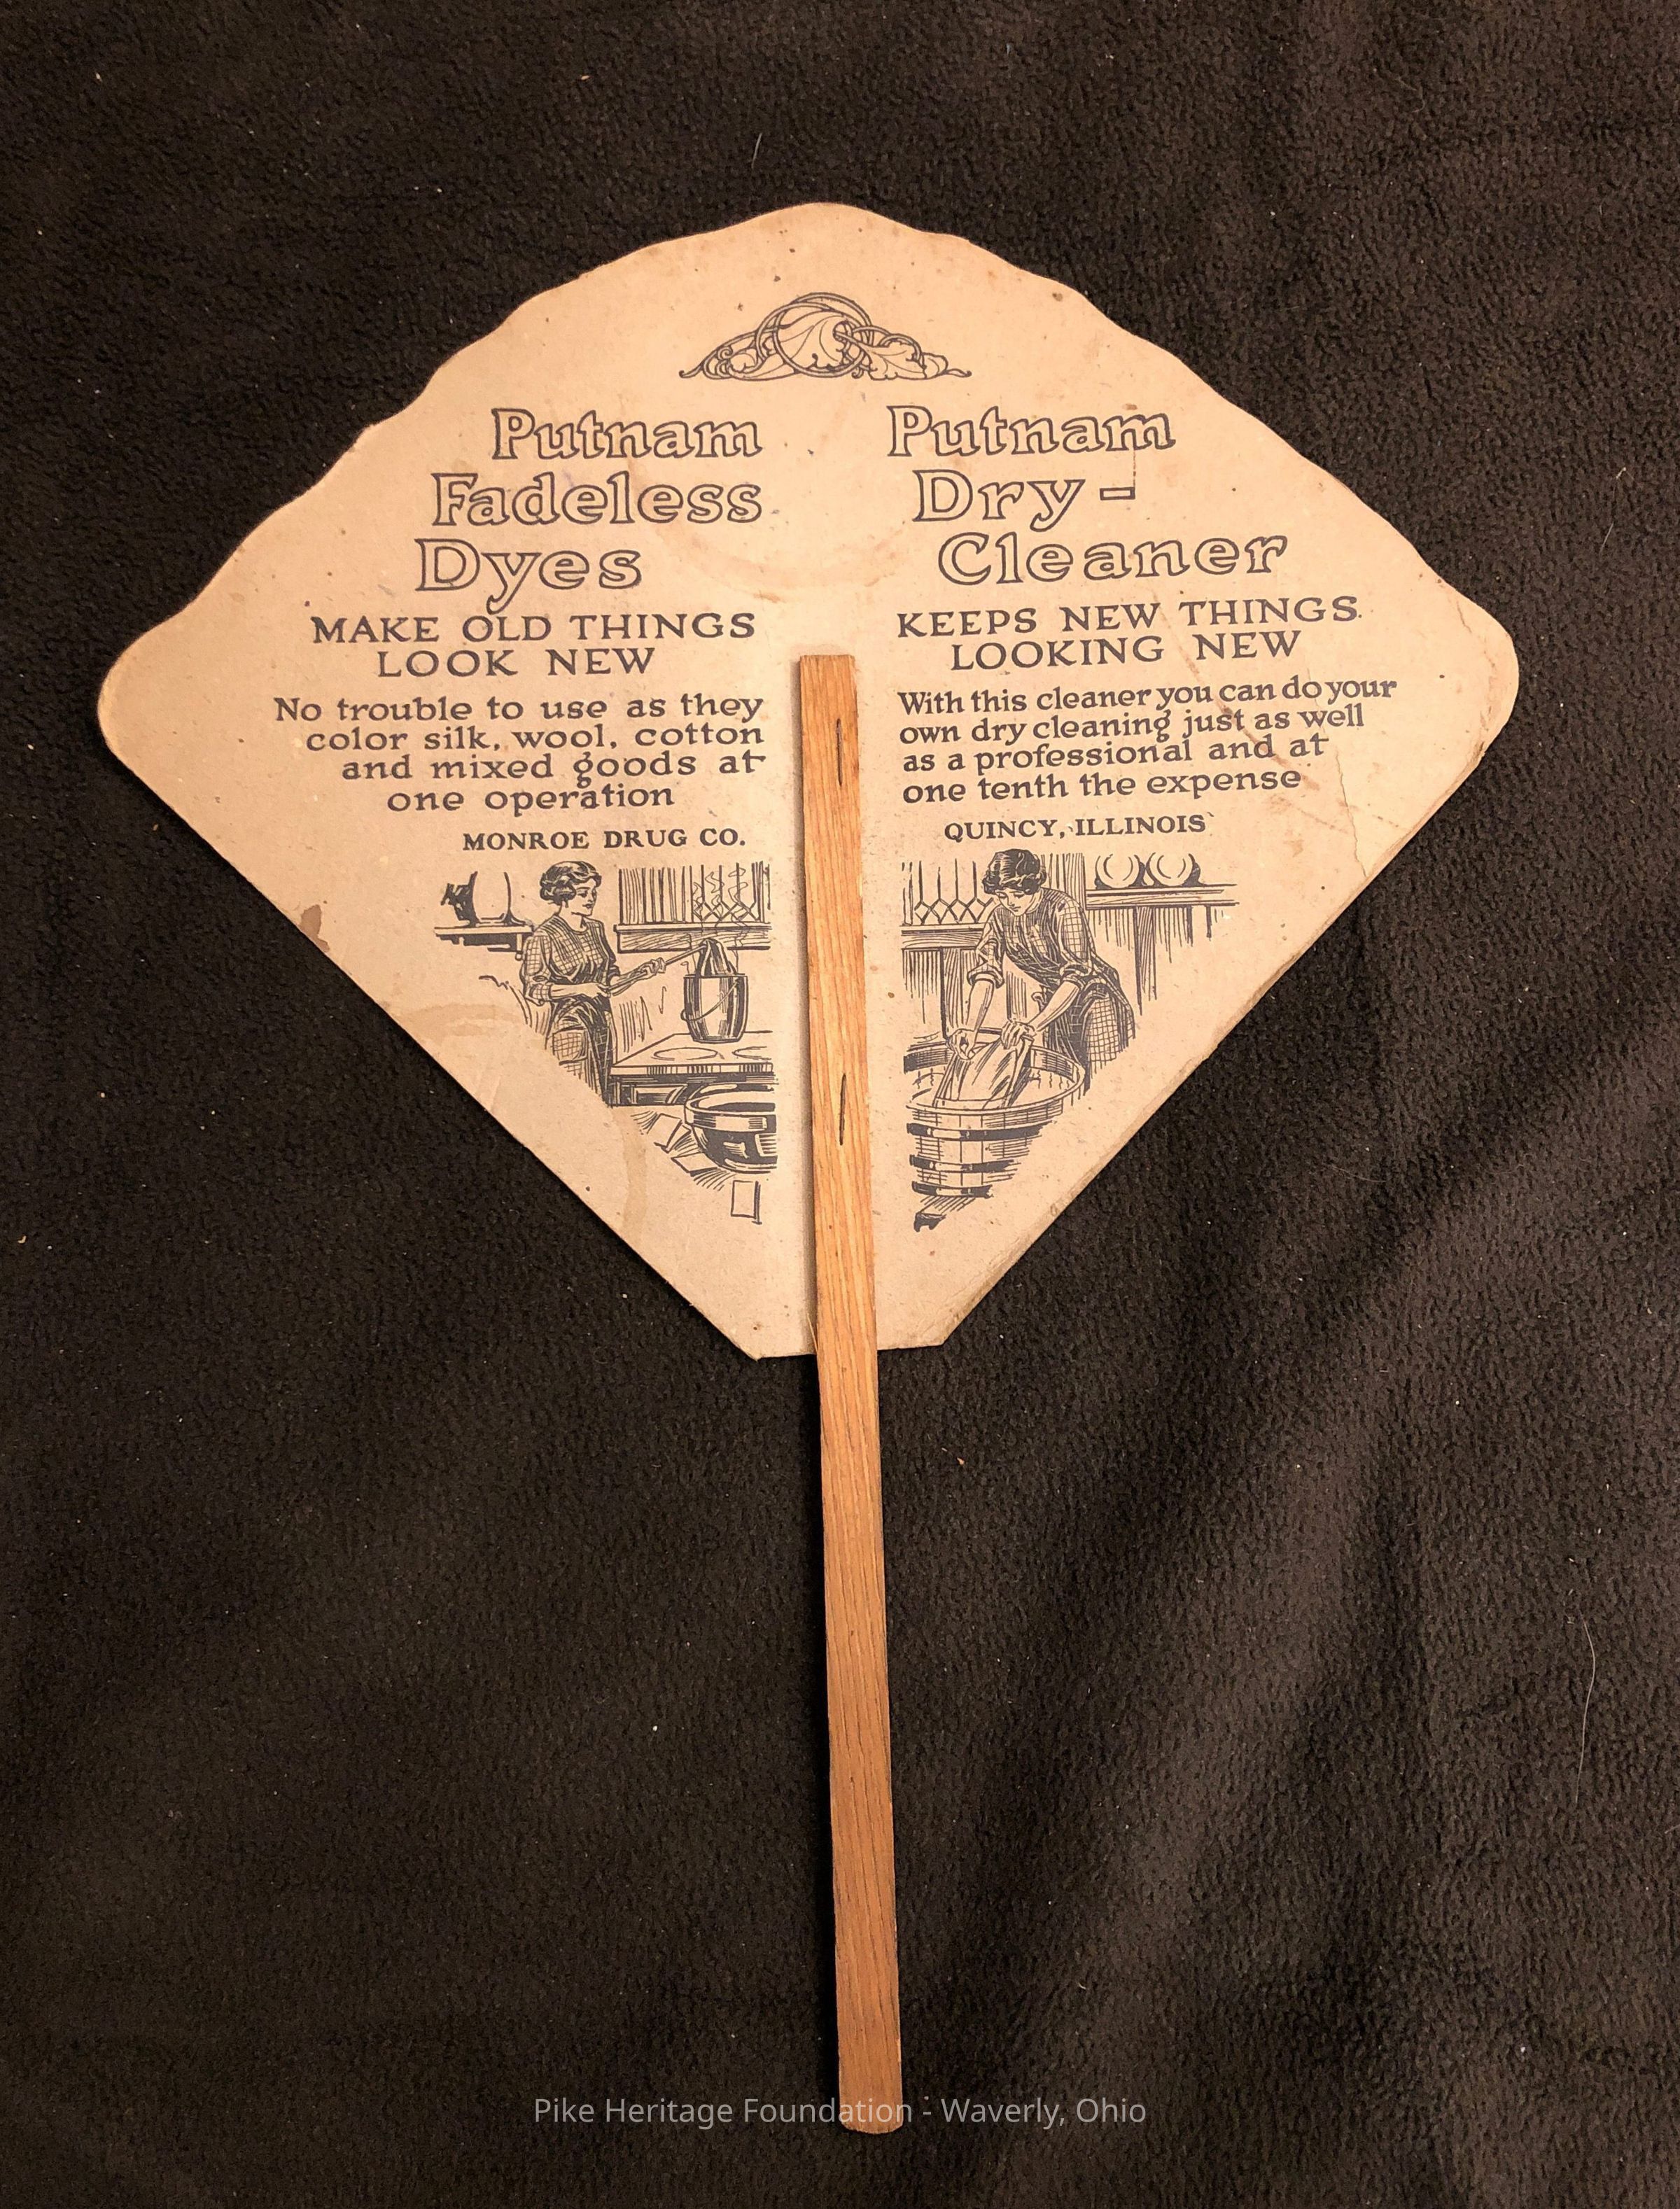 Putnam
Fadeless
Dyes
MAKE OLD THINGS
LOOK NEW
No trouble to use as they
color silk, wool, cotton
and mixed goods at
one operation
MONROE DRUG CO.
Putnam
Dry-
Cleaner
KEEPS NEW THINGS
LOOKING NEW
With this cleaner you can do your
own dry cleaning just as well
as a professional and at
one tenth the expense
QUINCY, ILLINOIS
Pike Heritage Foundation - Waverly, Ohio